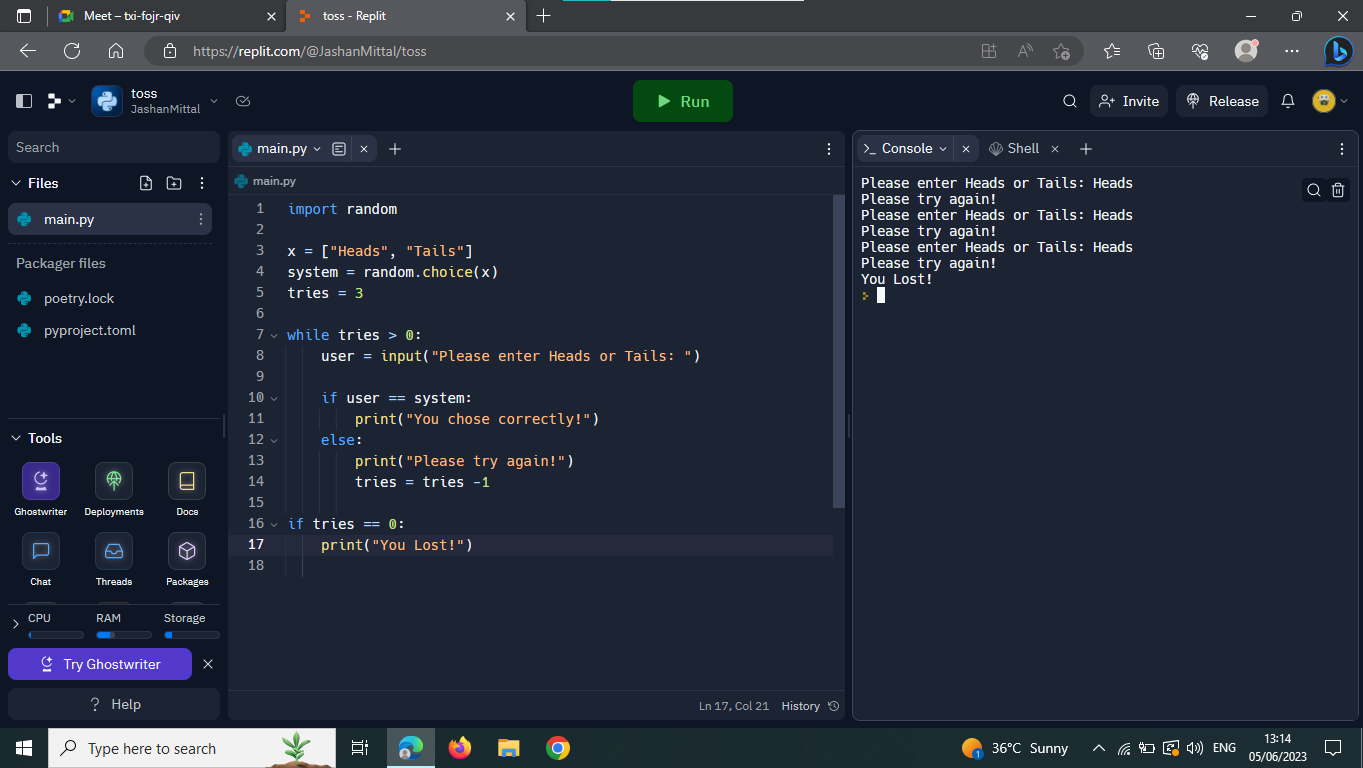 Meet – txi-fojr-qiv
toss - Replit
https://replit.com/@JashanMittal/toss
toss
JashanMittal
Run
Invite
Release
Search
Files
main.py
Packager files
poetry.lock
pyproject.toml
Tools
Ghostwriter
Deployments
Docs
Chat
Threads
Packages
CPU
RAM
Storage
Try Ghostwriter
? Help
main.py
main.py
1 import random
2
3 x = ["Heads", "Tails"]
4 system = random.choice(x)
5 tries = 3
6
7 while tries > 0:
8 user = input("Please enter Heads or Tails: ")
9
10 if user == system:
11 print("You chose correctly!")
12 else:
13 print("Please try again!")
14 tries = tries -1
15
16 if tries == 0:
17 print("You Lost!")
18
Ln 17, Col 21 History
Console
Shell
Please enter Heads or Tails: Heads
Please try again!
Please enter Heads or Tails: Heads
Please try again!
Please enter Heads or Tails: Heads
Please try again!
You Lost!
Type here to search
1
36°C Sunny
ENG
13:14
05/06/2023